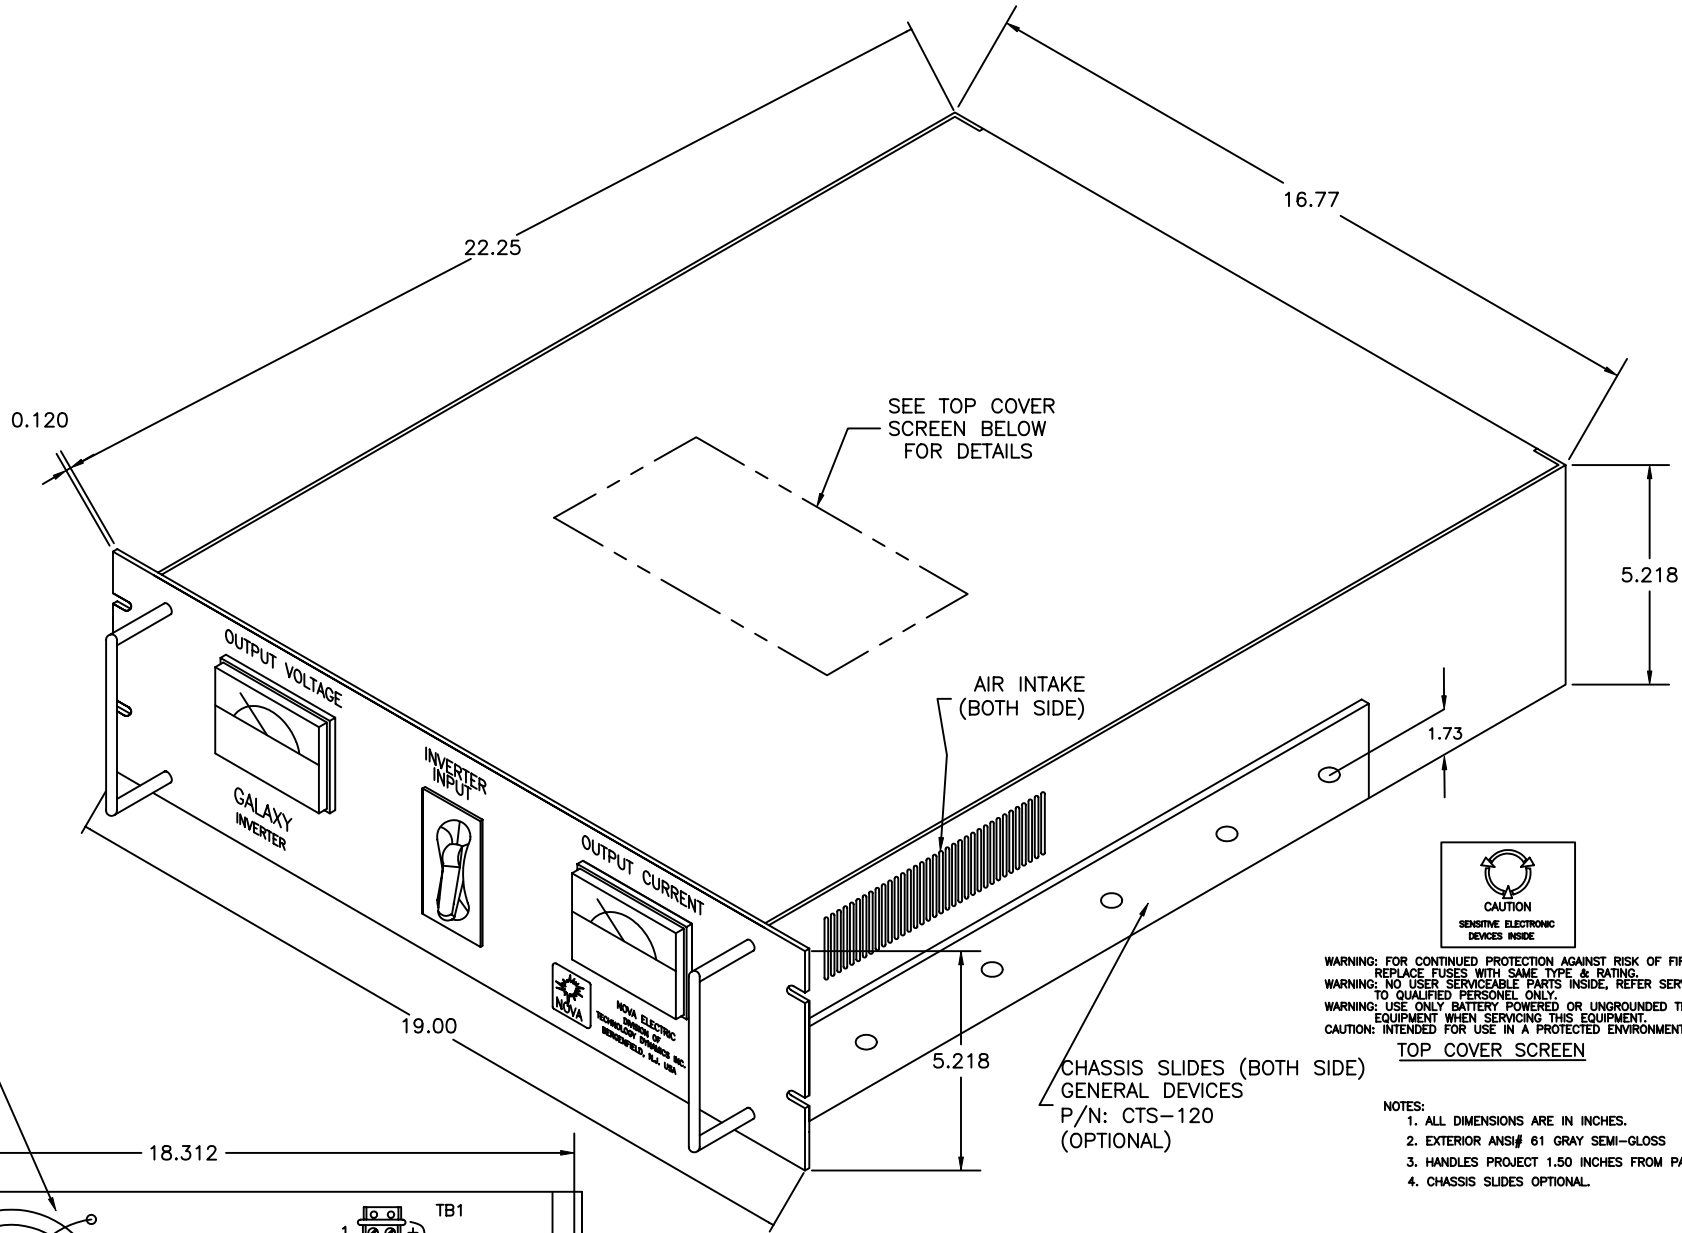 16.77
22.25
0.120
SEE TOP COVER
SCREEN BELOW
FOR DETAILS
5.218
OUTPUT VOLTAGE
AIR INTAKE
(BOTH SIDE)
1.73
INVERTER
INPUT
GALAXY
INVERTER
OUTPUT CURRENT
CAUTION
SENSITIVE ELECTRONIC
DEVICES INSIDE
WARNING: FOR CONTINUED PROTECTION AGAINST RISK OF
REPLACE FUSES WITH SAME TYPE & RATING.
WARNING: NO USER SERVICEABLE PARTS INSIDE, REFER
TO QUALIFIED PERSONEL ONLY.
WARNING: USE ONLY BATTERY POWERED OR UNGROUNDED
EQUIPMENT WHEN SERVICING THIS EQUIPMENT.
CAUTION: INTENDED FOR USE IN A PROTECTED ENVIRONMENT
TOP COVER SCREEN
NOVA
NOVA ELECTRIC
DIVISION OF
TECHNOLOGY DYNAMICS INC.
BERGENFIELD, N.J. USA
19.00
5.218
CHASSIS SLIDES (BOTH SIDE)
GENERAL DEVICES
P/N: CTS-120
(OPTIONAL)
NOTES:
1. ALL DIMENSIONS ARE IN INCHES.
2. EXTERIOR ANSI# 61 GRAY SEMI-GLOSS
3. HANDLES PROJECT 1.50 INCHES FROM
4. CHASSIS SLIDES OPTIONAL.
18.312
TB1
1
+